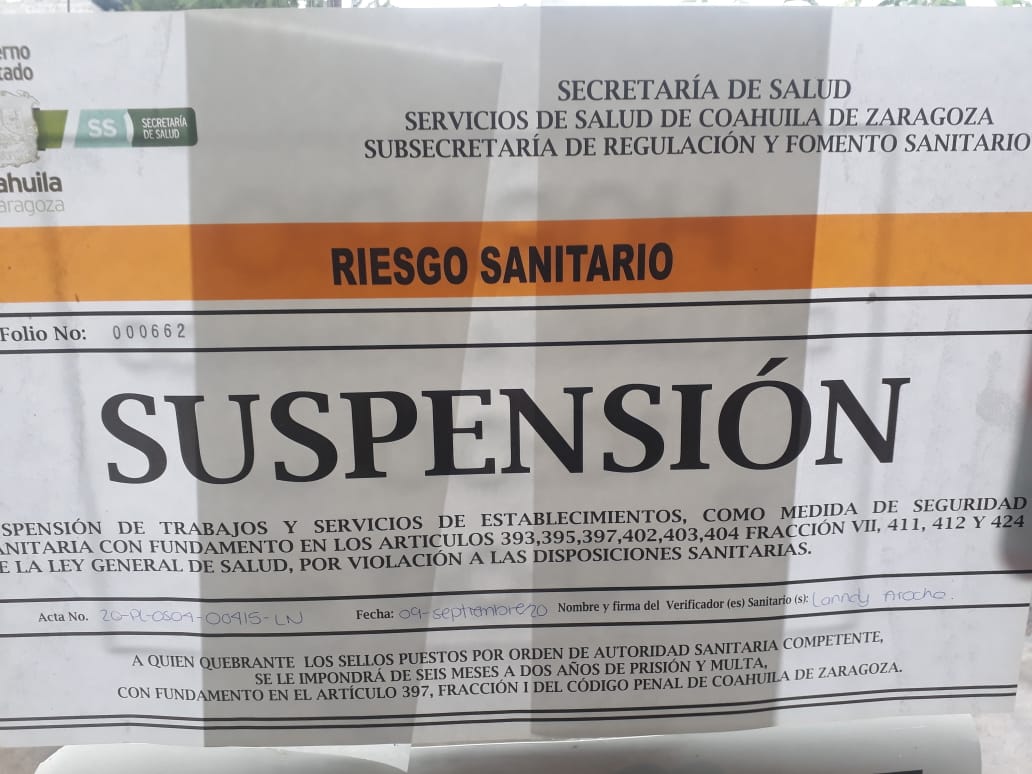 erno
tado
SS SECRETARÍA
DE SALUD
ahuila
aragoza
SECRETARÍA DE SALUD
SERVICIOS DE SALUD DE COAHUILA DE ZARAGOZA
SUBSECRETARÍA DE REGULACIÓN Y FOMENTO SANITARIO
RIESGO SANITARIO
Folio No: 000662
SUSPENSIÓN
SPENSIÓN DE TRABAJOS Y SERVICIOS DE ESTABLECIMIENTOS, COMO MEDIDA DE SEGURIDAD
ANITARIA CON FUNDAMENTO EN LOS ARTICULOS 393,395,397,402,403,404 FRACCIÓN VII, 411, 412 Y 424
E LA LEY GENERAL DE SALUD, POR VIOLACIÓN A LAS DISPOSICIONES SANITARIAS.
Acta No. 20-PL-0504-00415-LN Fecha: 09-septiembre 20 Nombre y firma del Verificador (es) Sanitario (s): Lanndy Arocha.
A QUIEN QUEBRANTE LOS SELLOS PUESTOS POR ORDEN DE AUTORIDAD SANITARIA COMPETENTE,
SE LE IMPONDRÁ DE SEIS MESES A DOS AÑOS DE PRISIÓN Y MULTA,
CON FUNDAMENTO EN EL ARTÍCULO 397, FRACCIÓN I DEL CÓDIGO PENAL DE COAHUILA DE ZARAGOZA.